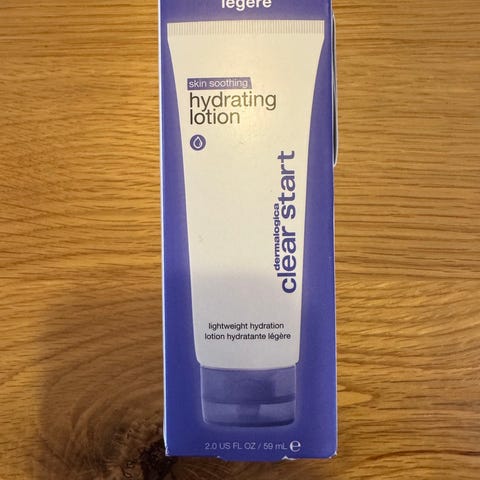 légère
skin soothing
hydrating
lotion
dermalogica
clear start
lightweight hydration
lotion hydratante légère
2.0 US FL OZ / 59 mL ℮